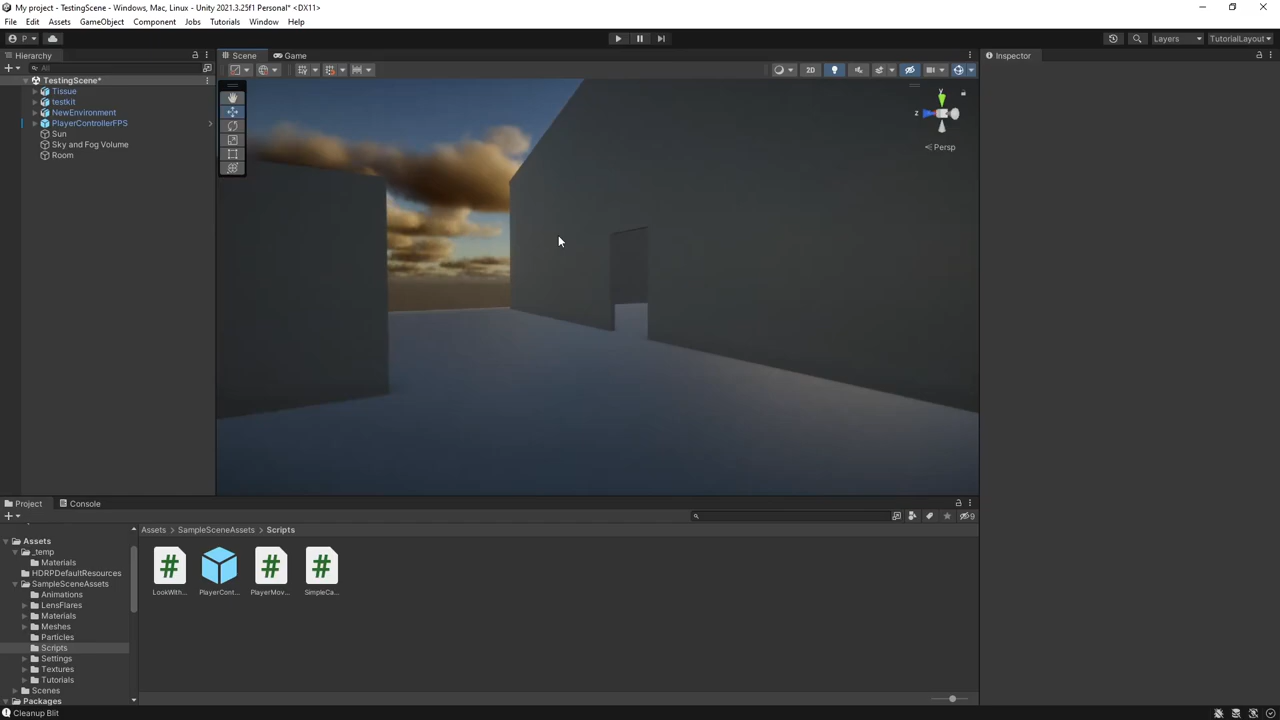 My project - TestingScene - Windows, Mac, Linux - Unity 2021.3.25f1 Personal* <DX11>
File Edit Assets GameObject Component Jobs Tutorials Window Help
P Layers TutorialLayout
Hierarchy Scene Game Inspector
All
TestingScene* 2D
Tissue
testkit
NewEnvironment
PlayerControllerFPS
Sun
Sky and Fog Volume
Room
y
z
Persp
Project Console
9
Assets > SampleSceneAssets > Scripts
Assets
_temp
Materials
HDRPDefaultResources
SampleSceneAssets
Animations
LensFlares
Materials
Meshes
Particles
Scripts
Settings
Textures
Tutorials
Scenes
Packages
# # #
LookWith... PlayerCont... PlayerMov... SimpleCa...
Cleanup Blit